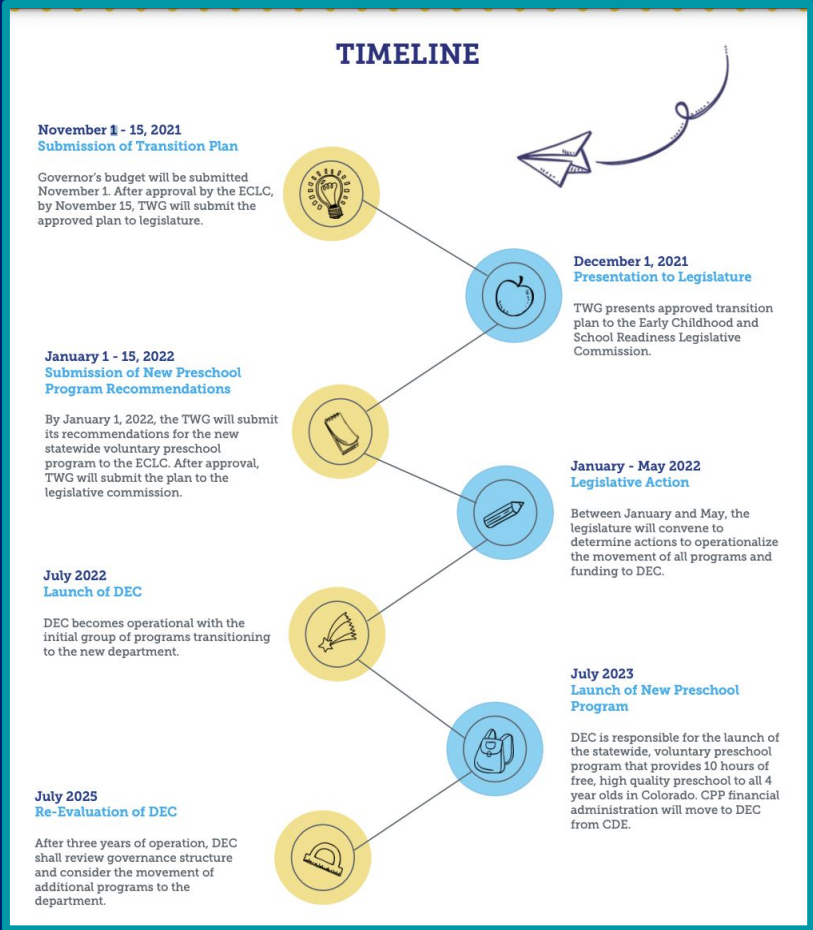 TIMELINE
November 1 - 15, 2021
Submission of Transition Plan
Governor's budget will be submitted
November 1. After approval by the ECLC,
by November 15, TWG will submit the
approved plan to legislature.
December 1, 2021
Presentation to Legislature
TWG presents approved transition
plan to the Early Childhood and
School Readiness Legislative
Commission.
January 1 - 15, 2022
Submission of New Preschool
Program Recommendations
By January 1, 2022, the TWG will submit
its recommendations for the new
statewide voluntary preschool
program to the ECLC. After approval,
TWG will submit the plan to the
legislative commission.
January - May 2022
Legislative Action
Between January and May, the
legislature will convene to
determine actions to operationalize
the movement of all programs and
funding to DEC.
July 2022
Launch of DEC
DEC becomes operational with the
initial group of programs transitioning
to the new department.
July 2023
Launch of New Preschool
Program
DEC is responsible for the launch of
the statewide, voluntary preschool
program that provides 10 hours of
free, high quality preschool to all 4
year olds in Colorado. CPP financial
administration will move to DEC
from CDE.
July 2025
Re-Evaluation of DEC
After three years of operation, DEC
shall review governance structure
and consider the movement of
additional programs to the
department.